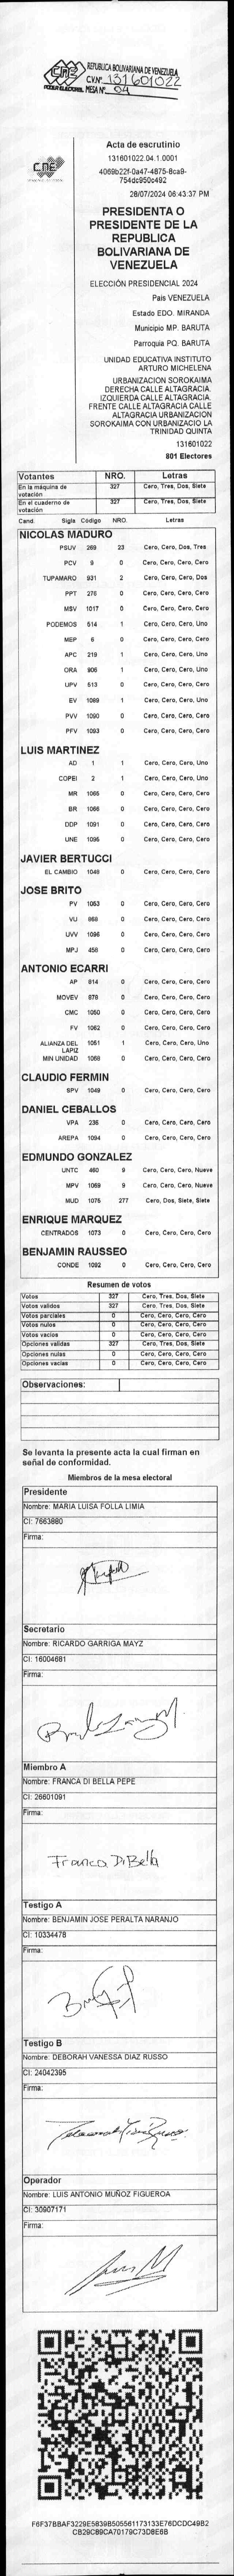 CNE
PODER ELECTORAL
REPUBLICA BOLIVARIANA DE VENEZUELA
C.V.Nº 131601022
MESA Nº 04
CNE
Acta de escrutinio
131601022.04.1.0001
4069b22f-0a47-4875-8ca9-
754dc950c492
28/07/2024 06:43:37 PM
PRESIDENTA O
PRESIDENTE DE LA
REPUBLICA
BOLIVARIANA DE
VENEZUELA
ELECCIÓN PRESIDENCIAL 2024
Pais VENEZUELA
Estado EDO. MIRANDA
Municipio MP. BARUTA
Parroquia PQ. BARUTA
UNIDAD EDUCATIVA INSTITUTO
ARTURO MICHELENA
URBANIZACION SOROKAIMA
DERECHA CALLE ALTAGRACIA.
IZQUIERDA CALLE ALTAGRACIA.
FRENTE CALLE ALTAGRACIA CALLE
ALTAGRACIA URBANIZACION
SOROKAIMA CON URBANIZACIO LA
TRINIDAD QUINTA
131601022
801 Electores
Votantes NRO. Letras
En la máquina de votación 327 Cero, Tres, Dos, Siete
En el cuaderno de votación 327 Cero, Tres, Dos, Siete
Cand. Sigla Código NRO. Letras
NICOLAS MADURO
PSUV 269 23 Cero, Cero, Dos, Tres
PCV 9 0 Cero, Cero, Cero, Cero
TUPAMARO 931 2 Cero, Cero, Cero, Dos
PPT 276 0 Cero, Cero, Cero, Cero
MSV 1017 0 Cero, Cero, Cero, Cero
PODEMOS 514 1 Cero, Cero, Cero, Uno
MEP 6 0 Cero, Cero, Cero, Cero
APC 219 1 Cero, Cero, Cero, Uno
ORA 906 1 Cero, Cero, Cero, Uno
UPV 513 0 Cero, Cero, Cero, Cero
EV 1089 1 Cero, Cero, Cero, Uno
PVV 1090 0 Cero, Cero, Cero, Cero
PFV 1093 0 Cero, Cero, Cero, Cero
LUIS MARTINEZ
AD 1 1 Cero, Cero, Cero, Uno
COPEI 2 1 Cero, Cero, Cero, Uno
MR 1065 0 Cero, Cero, Cero, Cero
BR 1066 0 Cero, Cero, Cero, Cero
DDP 1091 0 Cero, Cero, Cero, Cero
UNE 1095 0 Cero, Cero, Cero, Cero
JAVIER BERTUCCI
EL CAMBIO 1048 0 Cero, Cero, Cero, Cero
JOSE BRITO
PV 1053 0 Cero, Cero, Cero, Cero
VU 868 0 Cero, Cero, Cero, Cero
UVV 1096 0 Cero, Cero, Cero, Cero
MPJ 458 0 Cero, Cero, Cero, Cero
ANTONIO ECARRI
AP 814 0 Cero, Cero, Cero, Cero
MOVEV 878 0 Cero, Cero, Cero, Cero
CMC 1050 0 Cero, Cero, Cero, Cero
FV 1062 0 Cero, Cero, Cero, Cero
ALIANZA DEL LAPIZ 1051 1 Cero, Cero, Cero, Uno
MIN UNIDAD 1068 0 Cero, Cero, Cero, Cero
CLAUDIO FERMIN
SPV 1049 0 Cero, Cero, Cero, Cero
DANIEL CEBALLOS
VPA 236 0 Cero, Cero, Cero, Cero
AREPA 1094 0 Cero, Cero, Cero, Cero
EDMUNDO GONZALEZ
UNTC 460 9 Cero, Cero, Cero, Nueve
MPV 1069 9 Cero, Cero, Cero, Nueve
MUD 1075 277 Cero, Dos, Siete, Siete
ENRIQUE MARQUEZ
CENTRADOS 1073 0 Cero, Cero, Cero, Cero
BENJAMIN RAUSSEO
CONDE 1092 0 Cero, Cero, Cero, Cero
Resumen de votos
Votos 327 Cero, Tres, Dos, Siete
Votos validos 327 Cero, Tres, Dos, Siete
Votos parciales 0 Cero, Cero, Cero, Cero
Votos nulos 0 Cero, Cero, Cero, Cero
Votos vacios 0 Cero, Cero, Cero, Cero
Opciones validas 327 Cero, Tres, Dos, Siete
Opciones nulas 0 Cero, Cero, Cero, Cero
Opciones vacias 0 Cero, Cero, Cero, Cero
Observaciones:
Se levanta la presente acta la cual firman en
señal de conformidad.
Miembros de la mesa electoral
Presidente
Nombre: MARIA LUISA FOLLA LIMIA
CI: 7663880
Firma:
Secretario
Nombre: RICARDO GARRIGA MAYZ
CI: 16004681
Firma:
Miembro A
Nombre: FRANCA DI BELLA PEPE
CI: 26601091
Firma:
Franca DiBella
Testigo A
Nombre: BENJAMIN JOSE PERALTA NARANJO
CI: 10334478
Firma:
Testigo B
Nombre: DEBORAH VANESSA DIAZ RUSSO
CI: 24042395
Firma:
Operador
Nombre: LUIS ANTONIO MUÑOZ FIGUEROA
CI: 30907171
Firma:
F6F37BBAF3229E5839B505561173133E76DCDC49B2
CB29C89CA70179C73D8E6B